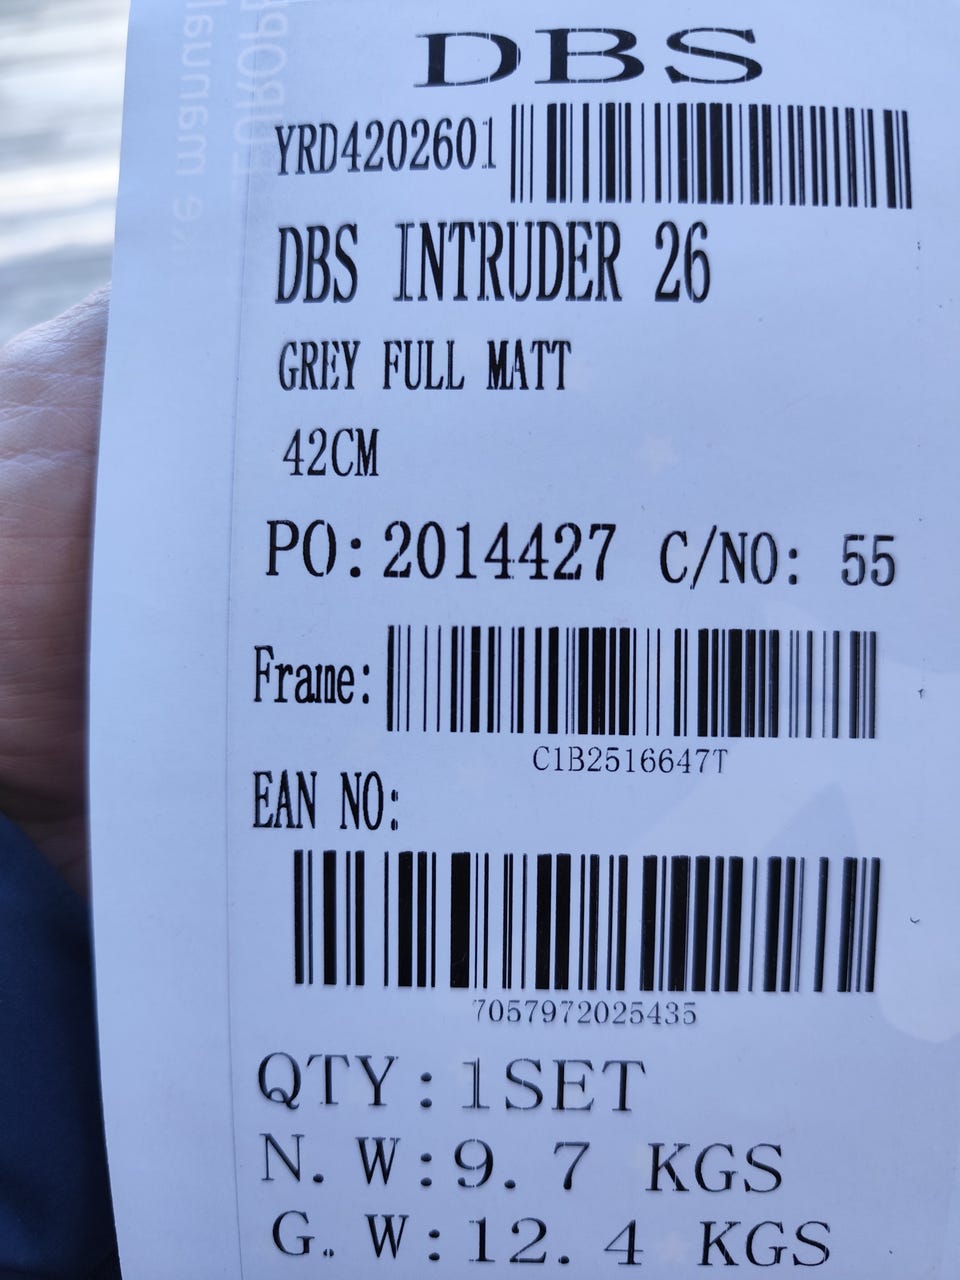 DBS
YRD4202601
DBS INTRUDER 26
GREY FULL MATT
42CM
PO:2014427 C/NO: 55
Frame:
C1B2516647T
EAN NO:
7057972025435
QTY:1SET
N. W:9. 7 KGS
G. W:12. 4 KGS